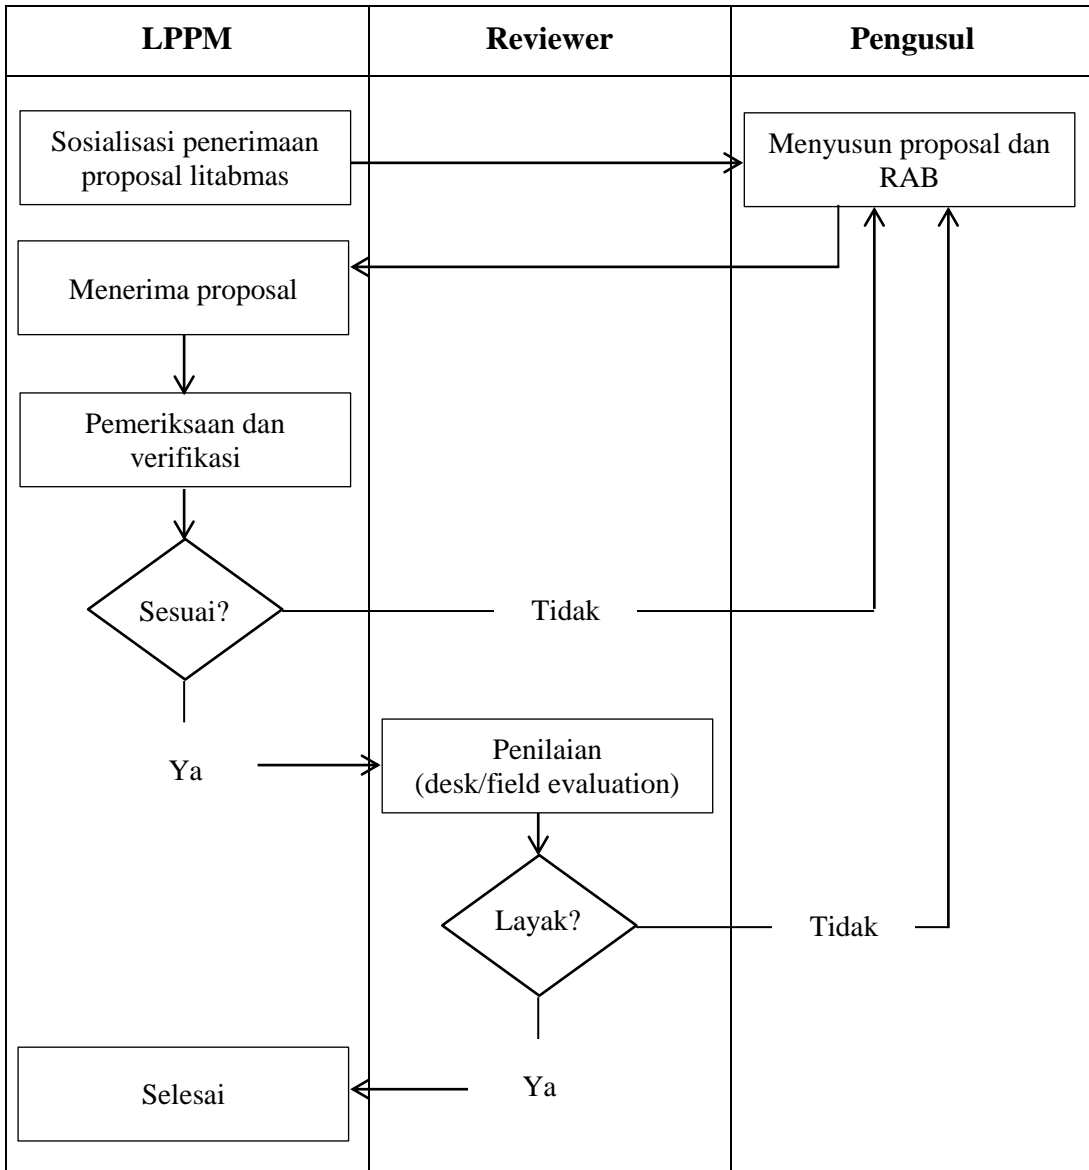 LPPM
Reviewer
Pengusul
Sosialisasi penerimaan
proposal litabmas
Menyusun proposal dan
RAB
Menerima proposal
Pemeriksaan dan
verifikasi
Sesuai?
Tidak
Ya
Penilaian
(desk/field evaluation)
Layak?
Tidak
Ya
Selesai